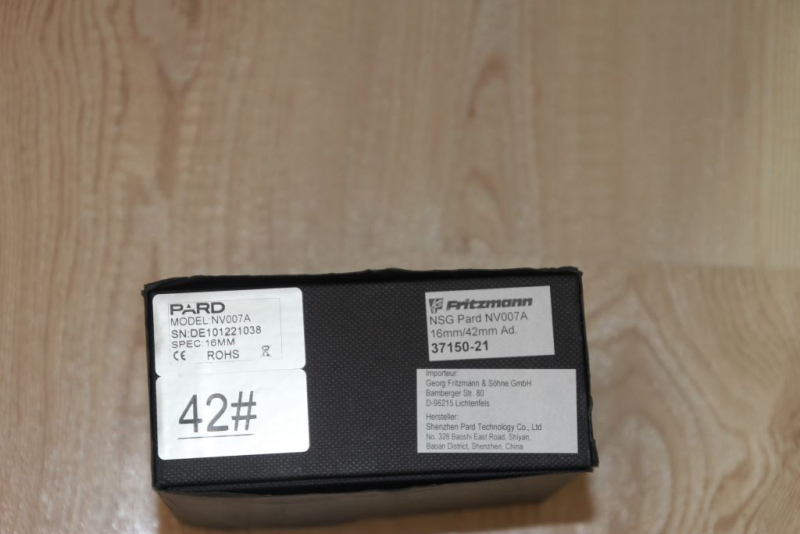 PARD
MODEL:NV007A
SN:DE101221038
SPEC:16MM
CE ROHS
42#
Fritzmann
NSG Pard NV007A
16mm/42mm Ad.
37150-21
Importeur:
Georg Fritzmann & Söhne GmbH
Bamberger Str. 80
D-96215 Lichtenfels
Hersteller:
Shenzhen Pard Technology Co., Ltd
No. 328 Baoshi East Road, Shiyan,
Baoan District, Shenzhen, China